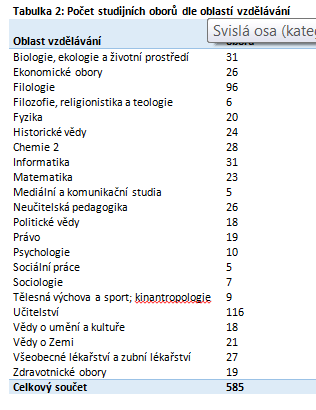 Tabulka 2: Počet studijních oborů dle oblastí vzdělávání
Svislá osa (kateg
Oblast vzdělávání
Biologie, ekologie a životní prostředí 31
Ekonomické obory 26
Filologie 96
Filozofie, religionistika a teologie 6
Fyzika 20
Historické vědy 24
Chemie 2 28
Informatika 31
Matematika 23
Mediální a komunikační studia 5
Neučitelská pedagogika 26
Politické vědy 18
Právo 19
Psychologie 10
Sociální práce 5
Sociologie 7
Tělesná výchova a sport; kinantropologie 9
Učitelství 116
Vědy o umění a kultuře 18
Vědy o Zemi 21
Všeobecné lékařství a zubní lékařství 27
Zdravotnické obory 19
Celkový součet 585